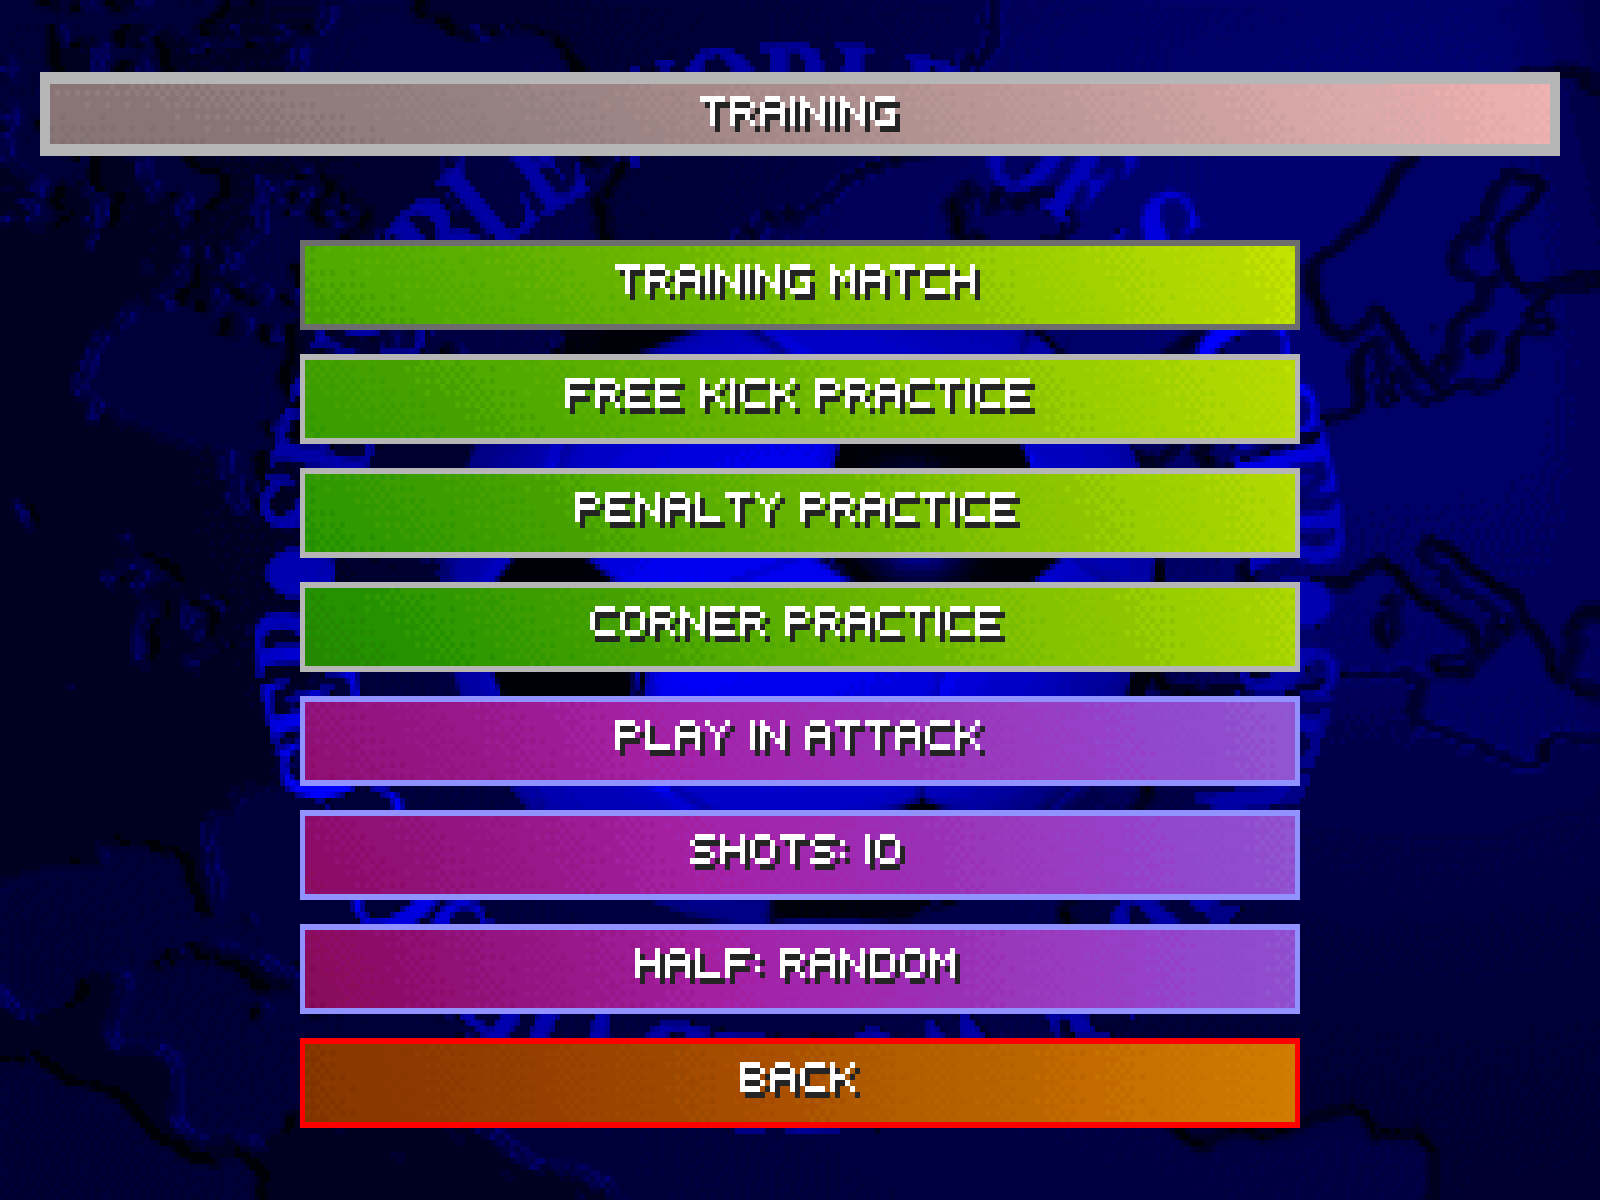 TRAINING
TRAINING MATCH
FREE KICK PRACTICE
PENALTY PRACTICE
CORNER PRACTICE
PLAY IN ATTACK
SHOTS: 10
HALF: RANDOM
BACK